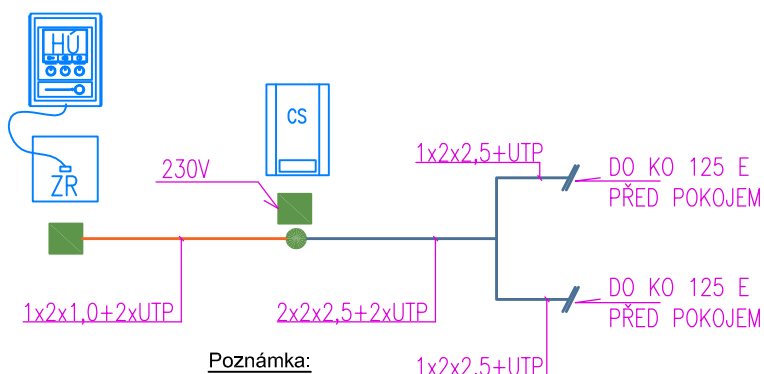 HÚ
ZR
CS
230V
1x2x2,5+UTP
DO KO 125 E
PŘED POKOJEM
1x2x1,0+2xUTP
2x2x2,5+2xUTP
DO KO 125 E
PŘED POKOJEM
1x2x2,5+UTP
Poznámka: